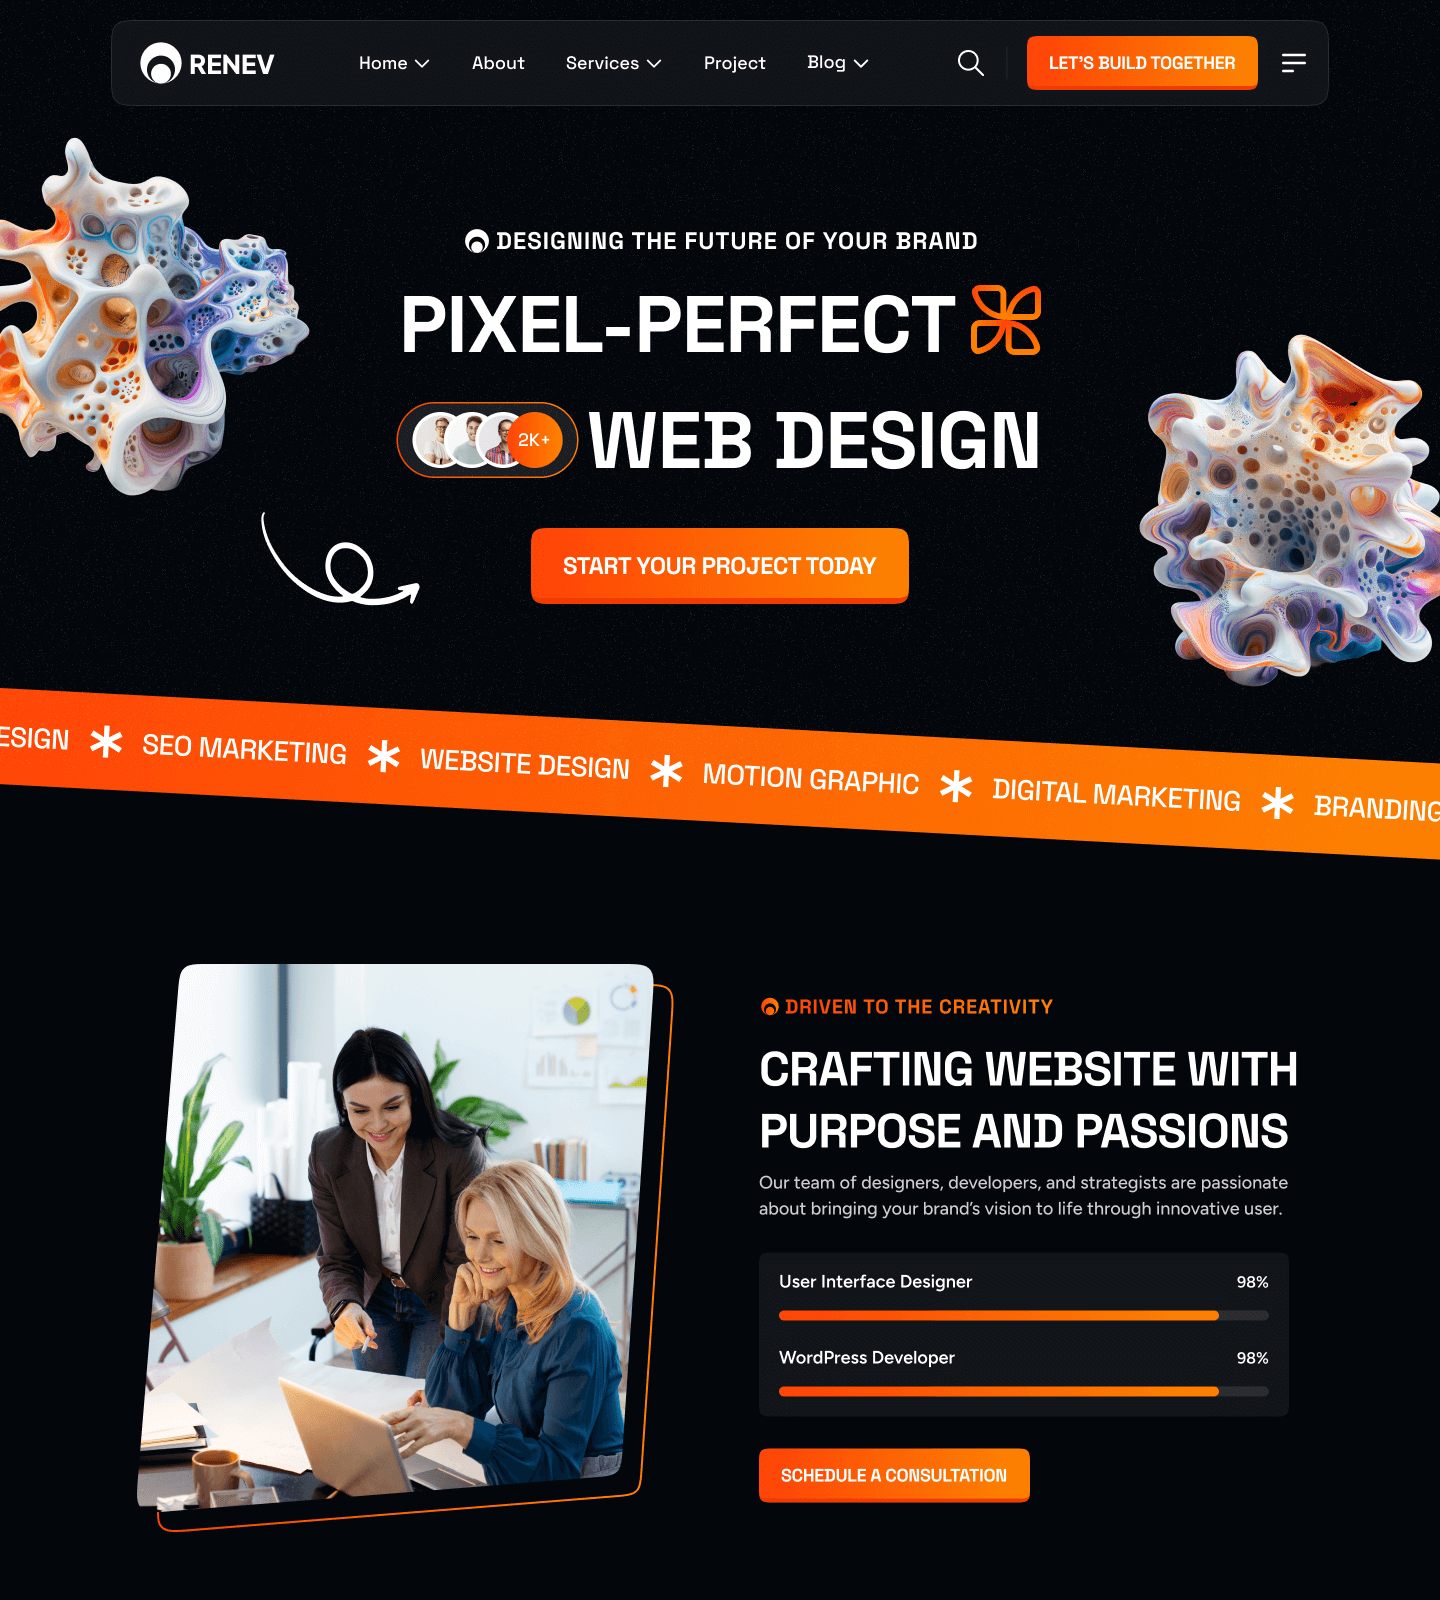 RENEV
Home
About
Services
Project
Blog
LET'S BUILD TOGETHER
DESIGNING THE FUTURE OF YOUR BRAND
PIXEL-PERFECT
2K+
WEB DESIGN
START YOUR PROJECT TODAY
ESIGN SEO MARKETING WEBSITE DESIGN MOTION GRAPHIC DIGITAL MARKETING BRANDING
DRIVEN TO THE CREATIVITY
CRAFTING WEBSITE WITH
PURPOSE AND PASSIONS
Our team of designers, developers, and strategists are passionate
about bringing your brand’s vision to life through innovative user.
User Interface Designer 98%
WordPress Developer 98%
SCHEDULE A CONSULTATION